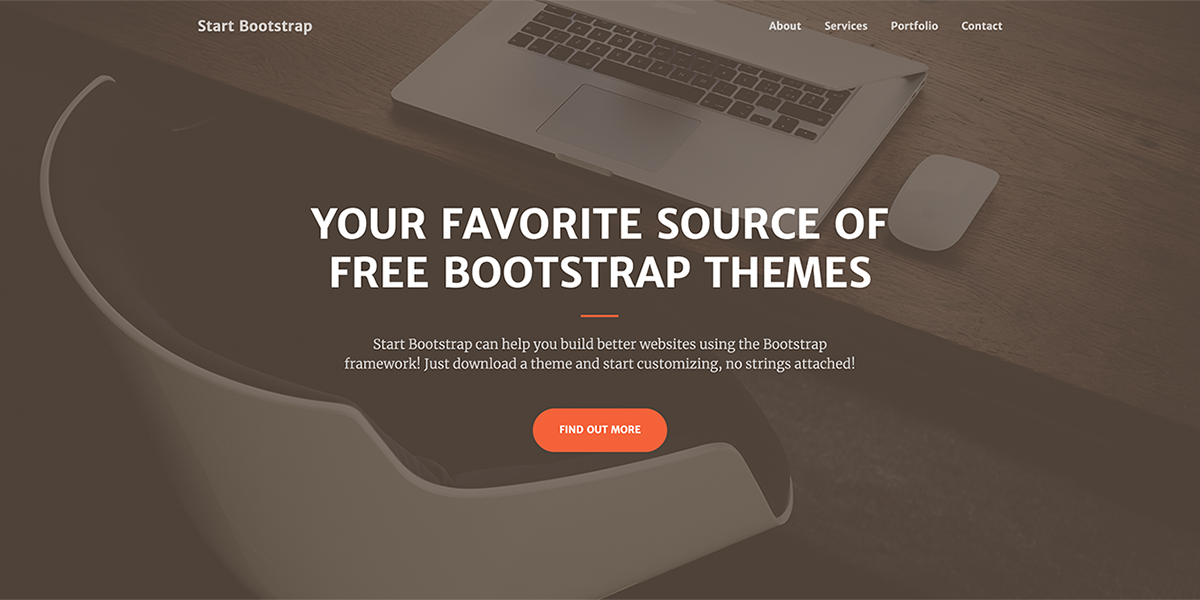 Start Bootstrap
About Services Portfolio Contact
YOUR FAVORITE SOURCE OF
FREE BOOTSTRAP THEMES
Start Bootstrap can help you build better websites using the Bootstrap
framework! Just download a theme and start customizing, no strings attached!
FIND OUT MORE